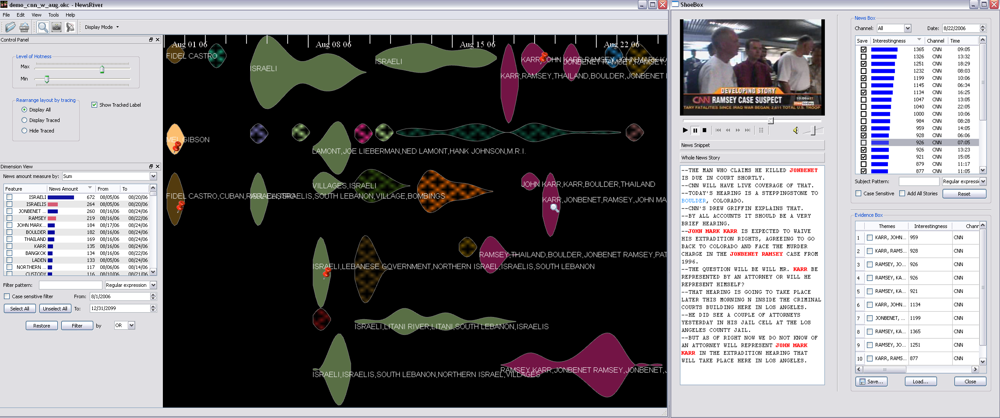 demo_cnn_w_aug.okc - NewsRiver
File Edit View Tools Help
Display Mode
Control Panel
Level of Hotness
Max
Min
Rearrange layout by tracing
Display All
Display Traced
Hide Traced
Show Tracked Label
Dimension View
News amount measure by: Sum
Feature News Amount From To
ISRAELI 672 08/05/06 08/20/06
ISRAELIS 264 08/05/06 08/20/06
JONBENET ... 260 08/16/06 08/24/06
RAMSEY 219 08/16/06 08/22/06
JOHN MARK... 184 08/17/06 08/24/06
BOULDER 182 08/16/06 08/24/06
THAILAND 169 08/16/06 08/24/06
KARR 135 08/16/06 08/24/06
BANGKOK 134 08/16/06 08/22/06
LADEN 133 08/05/06 08/24/06
NORTHERN ... 117 08/06/06 08/14/06
CUSTODY 116 08/10/06 08/21/06
Filter pattern: Regular expression
Case sensitive filter From: 8/1/2006
Select All Unselect All To: 12/31/2099
Restore Filter by OR
Aug 01 06 Aug 08 06 Aug 15 06 Aug 22 06
FIDEL CASTRO
ISRAELI
ISRAELI
KARR,JOHN KARR,RAMSEY,JOHN MARK KA
JONBENET RAMSEY,RAMSEY,
KARR,RAMSEY,THAILAND,BOULDER,JONBENET
MEL GIBSON
LAMONT,JOE LIEBERMAN,NED LAMONT,HANK JOHNSON,M.R.I.
VILLAGES,ISRAELI
JOHN KARR,KARR,BOULDER,THAILAND
FIDEL CASTRO,CUBAN,
ISRAELIS,SOUTH LEBANON,VILLAGE,BOMBINGS
KARR,JONBENET,RAMSEY,JOHN MA
RAMSEY,THAILAND,BOULDER,JONBENET RAMSEY,PAT
ISRAELI,LEBANESE GOVERNMENT,NORTHERN ISRAEL,ISRAELIS,SOUTH LEBANON
ISRAELI,LITANI RIVER,LITANI,SOUTH LEBANON,ISRAELIS
RAMSEY,KARR,JONBENET RAMSEY,JONBENET,J
ISRAELI,ISRAELIS,SOUTH LEBANON,NORTHERN ISRAEL,VILLAGES
ShoeBox
DEVELOPING STORY
CNN RAMSEY CASE SUSPECT
10:06a ET
live today
TARY FATALITIES SINCE IRAQ WAR BEGAN: 2,611 TOTAL U.S. TROOP
News Snippet
Whole News Story
--THE MAN WHO CLAIMS HE KILLED JONBENET
IS DUE IN COURT SHORTLY.
--CNN WILL HAVE LIVE COVERAGE OF THAT.
--TODAY'S HEARING IS A STEPPINGSTONE TO
BOULDER, COLORADO.
--CNN'S DREW GRIFFIN EXPLAINS THAT.
--BY ALL ACCOUNTS IT SHOULD BE A VERY
BRIEF HEARING.
--JOHN MARK KARR IS EXPECTED TO WAIVE
HIS EXTRADITION RIGHTS, AGREEING TO GO
BACK TO COLORADO AND FACE THE MURDER
CHARGE IN THE JONBENET RAMSEY CASE FROM
1996.
--THE QUESTION WILL BE WILL MR. KARR BE
REPRESENTED BY AN ATTORNEY OR WILL HE
REPRESENT HIMSELF?
--THAT HEARING IS GOING TO TAKE PLACE
LATER THIS MORNING N INSIDE THE CRIMINAL
COURTS BUILDING HERE IN LOS ANGELES.
--HE DID SEE A COUPLE OF ATTORNEYS
YESTERDAY IN HIS JAIL CELL AT THE LOS
ANGELES COUNTY JAIL.
--BUT AS OF RIGHT NOW WE DO NOT KNOW OF
AN ATTORNEY WILL REPRESENT JOHN MARK
KARR IN THE EXTRADITION HEARING THAT
WILL TAKE PLACE HERE IN LOS ANGELES.
News Box
Channel: All Date: 8/22/2006
Save Interestingness Channel Time
1365 CNN 09:05
1326 CNN 13:32
1251 CNN 18:29
1232 CNN 08:03
1199 CNN 10:06
1145 CNN 06:34
1134 CNN 16:25
1047 CNN 13:05
1040 CNN 22:05
1000 CNN 10:06
984 CNN 08:28
959 CNN 14:05
928 CNN 06:06
926 CNN 07:05
926 CNN 13:23
921 CNN 15:05
879 CNN 11:17
877 CNN 11:05
Subject Pattern: Regular expressi
Case Sensitive Add All Stories Reset
Evidence Box
Themes Interestingness Chanr
1 KARR, JOHN... 959 CNN
2 KARR, RAMS... 928 CNN
3 RAMSEY, JO... 926 CNN
4 RAMSEY, KA... 926 CNN
5 RAMSEY, KA... 921 CNN
6 KARR, JOHN... 1134 CNN
7 JONBENET, ... 1199 CNN
8 RAMSEY, KA... 1365 CNN
9 RAMSEY, JO... 1251 CNN
10 KARR, RAMS... 877 CNN
Save... Load... Close